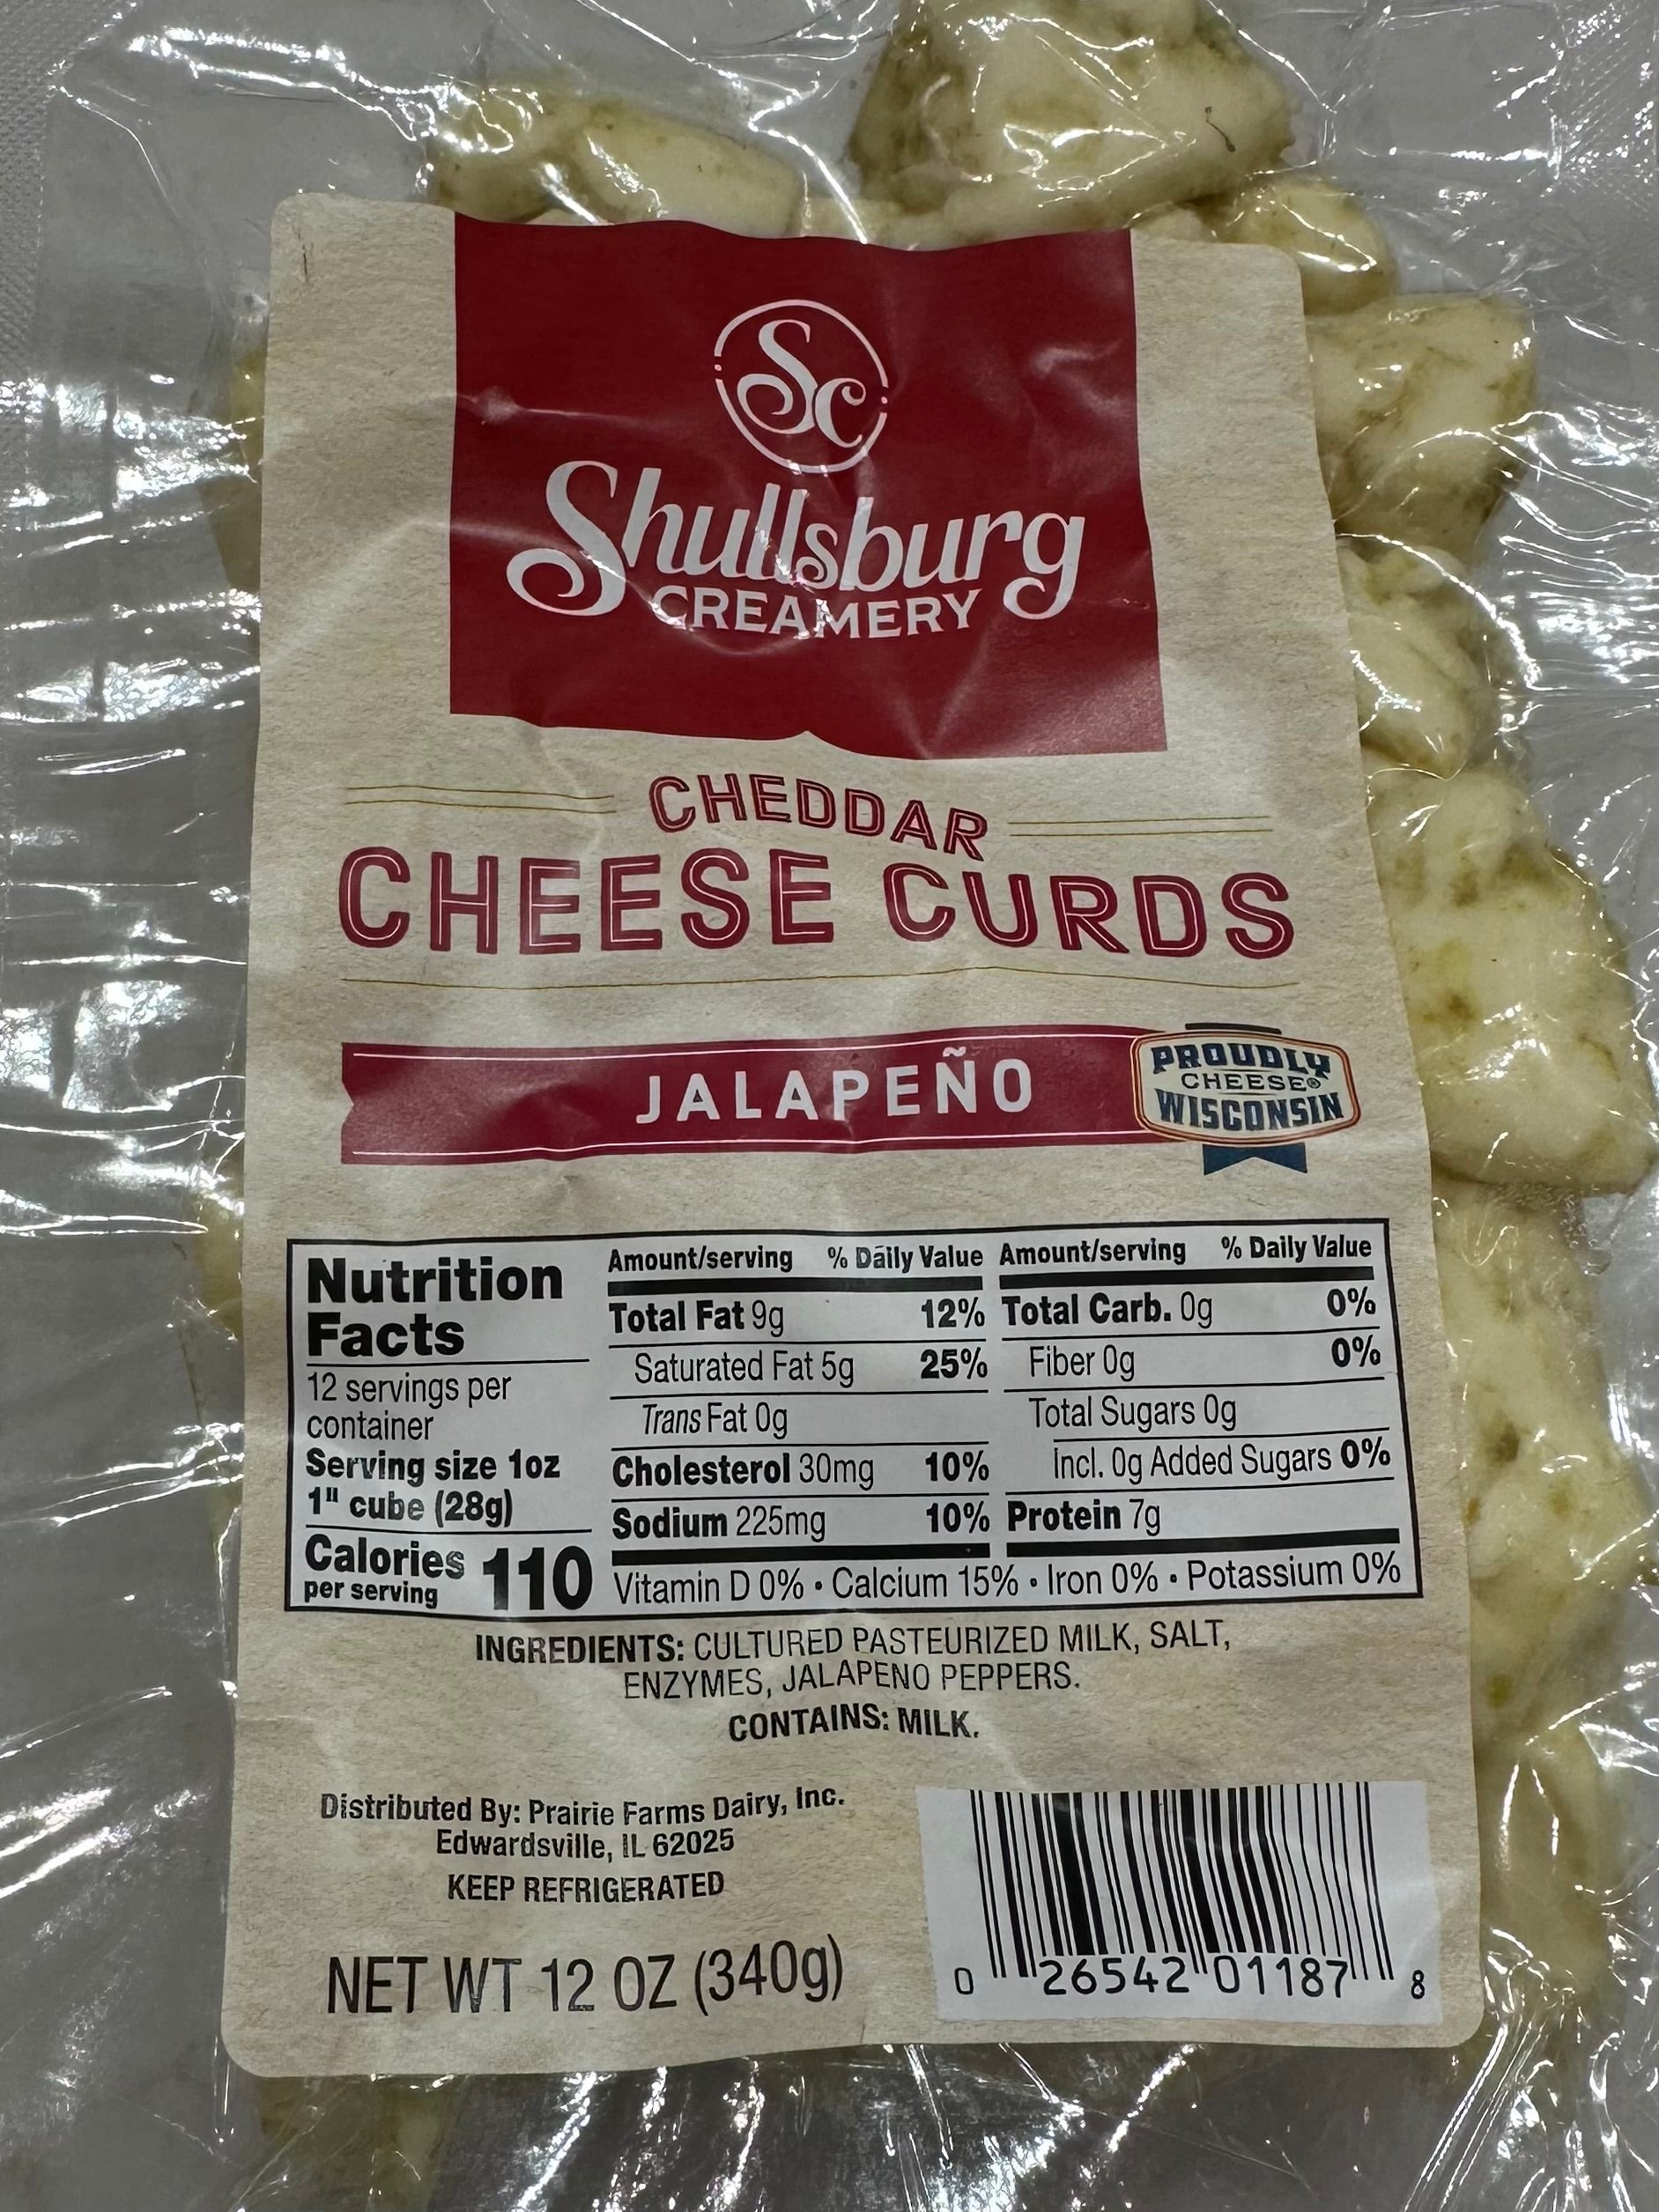 Sc
Shullsburg
CREAMERY
CHEDDAR
CHEESE CURDS
JALAPEÑO
PROUDLY
WISCONSIN
CHEESE®
Nutrition
Facts
12 servings per
container
Serving size 1oz
1" cube (28g)
Calories 110
per serving
Amount/serving % Daily Value
Total Fat 9g 12%
Saturated Fat 5g 25%
Trans Fat 0g
Cholesterol 30mg 10%
Sodium 225mg 10%
Amount/serving % Daily Value
Total Carb. 0g 0%
Fiber 0g 0%
Total Sugars 0g
Incl. 0g Added Sugars 0%
Protein 7g
Vitamin D 0% • Calcium 15% • Iron 0% • Potassium 0%
INGREDIENTS: CULTURED PASTEURIZED MILK, SALT,
ENZYMES, JALAPENO PEPPERS.
CONTAINS: MILK.
Distributed By: Prairie Farms Dairy, Inc.
Edwardsville, IL 62025
KEEP REFRIGERATED
NET WT 12 OZ (340g)
0 26542 01187 8